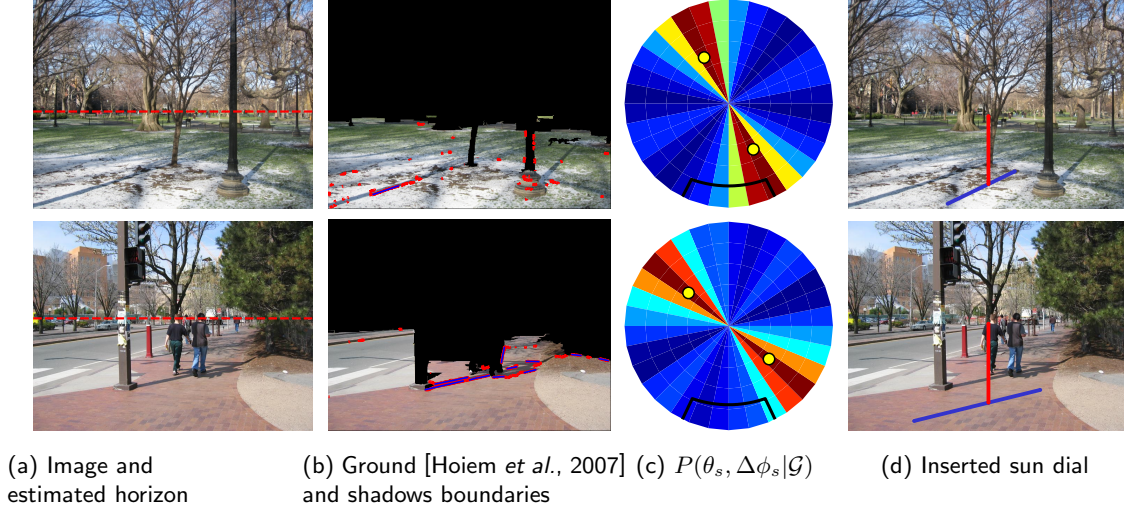 (a) Image and
estimated horizon
(b) Ground [Hoiem et al., 2007]
and shadows boundaries
(c) P(θₛ, Δϕₛ|𝒢)
(d) Inserted sun dial